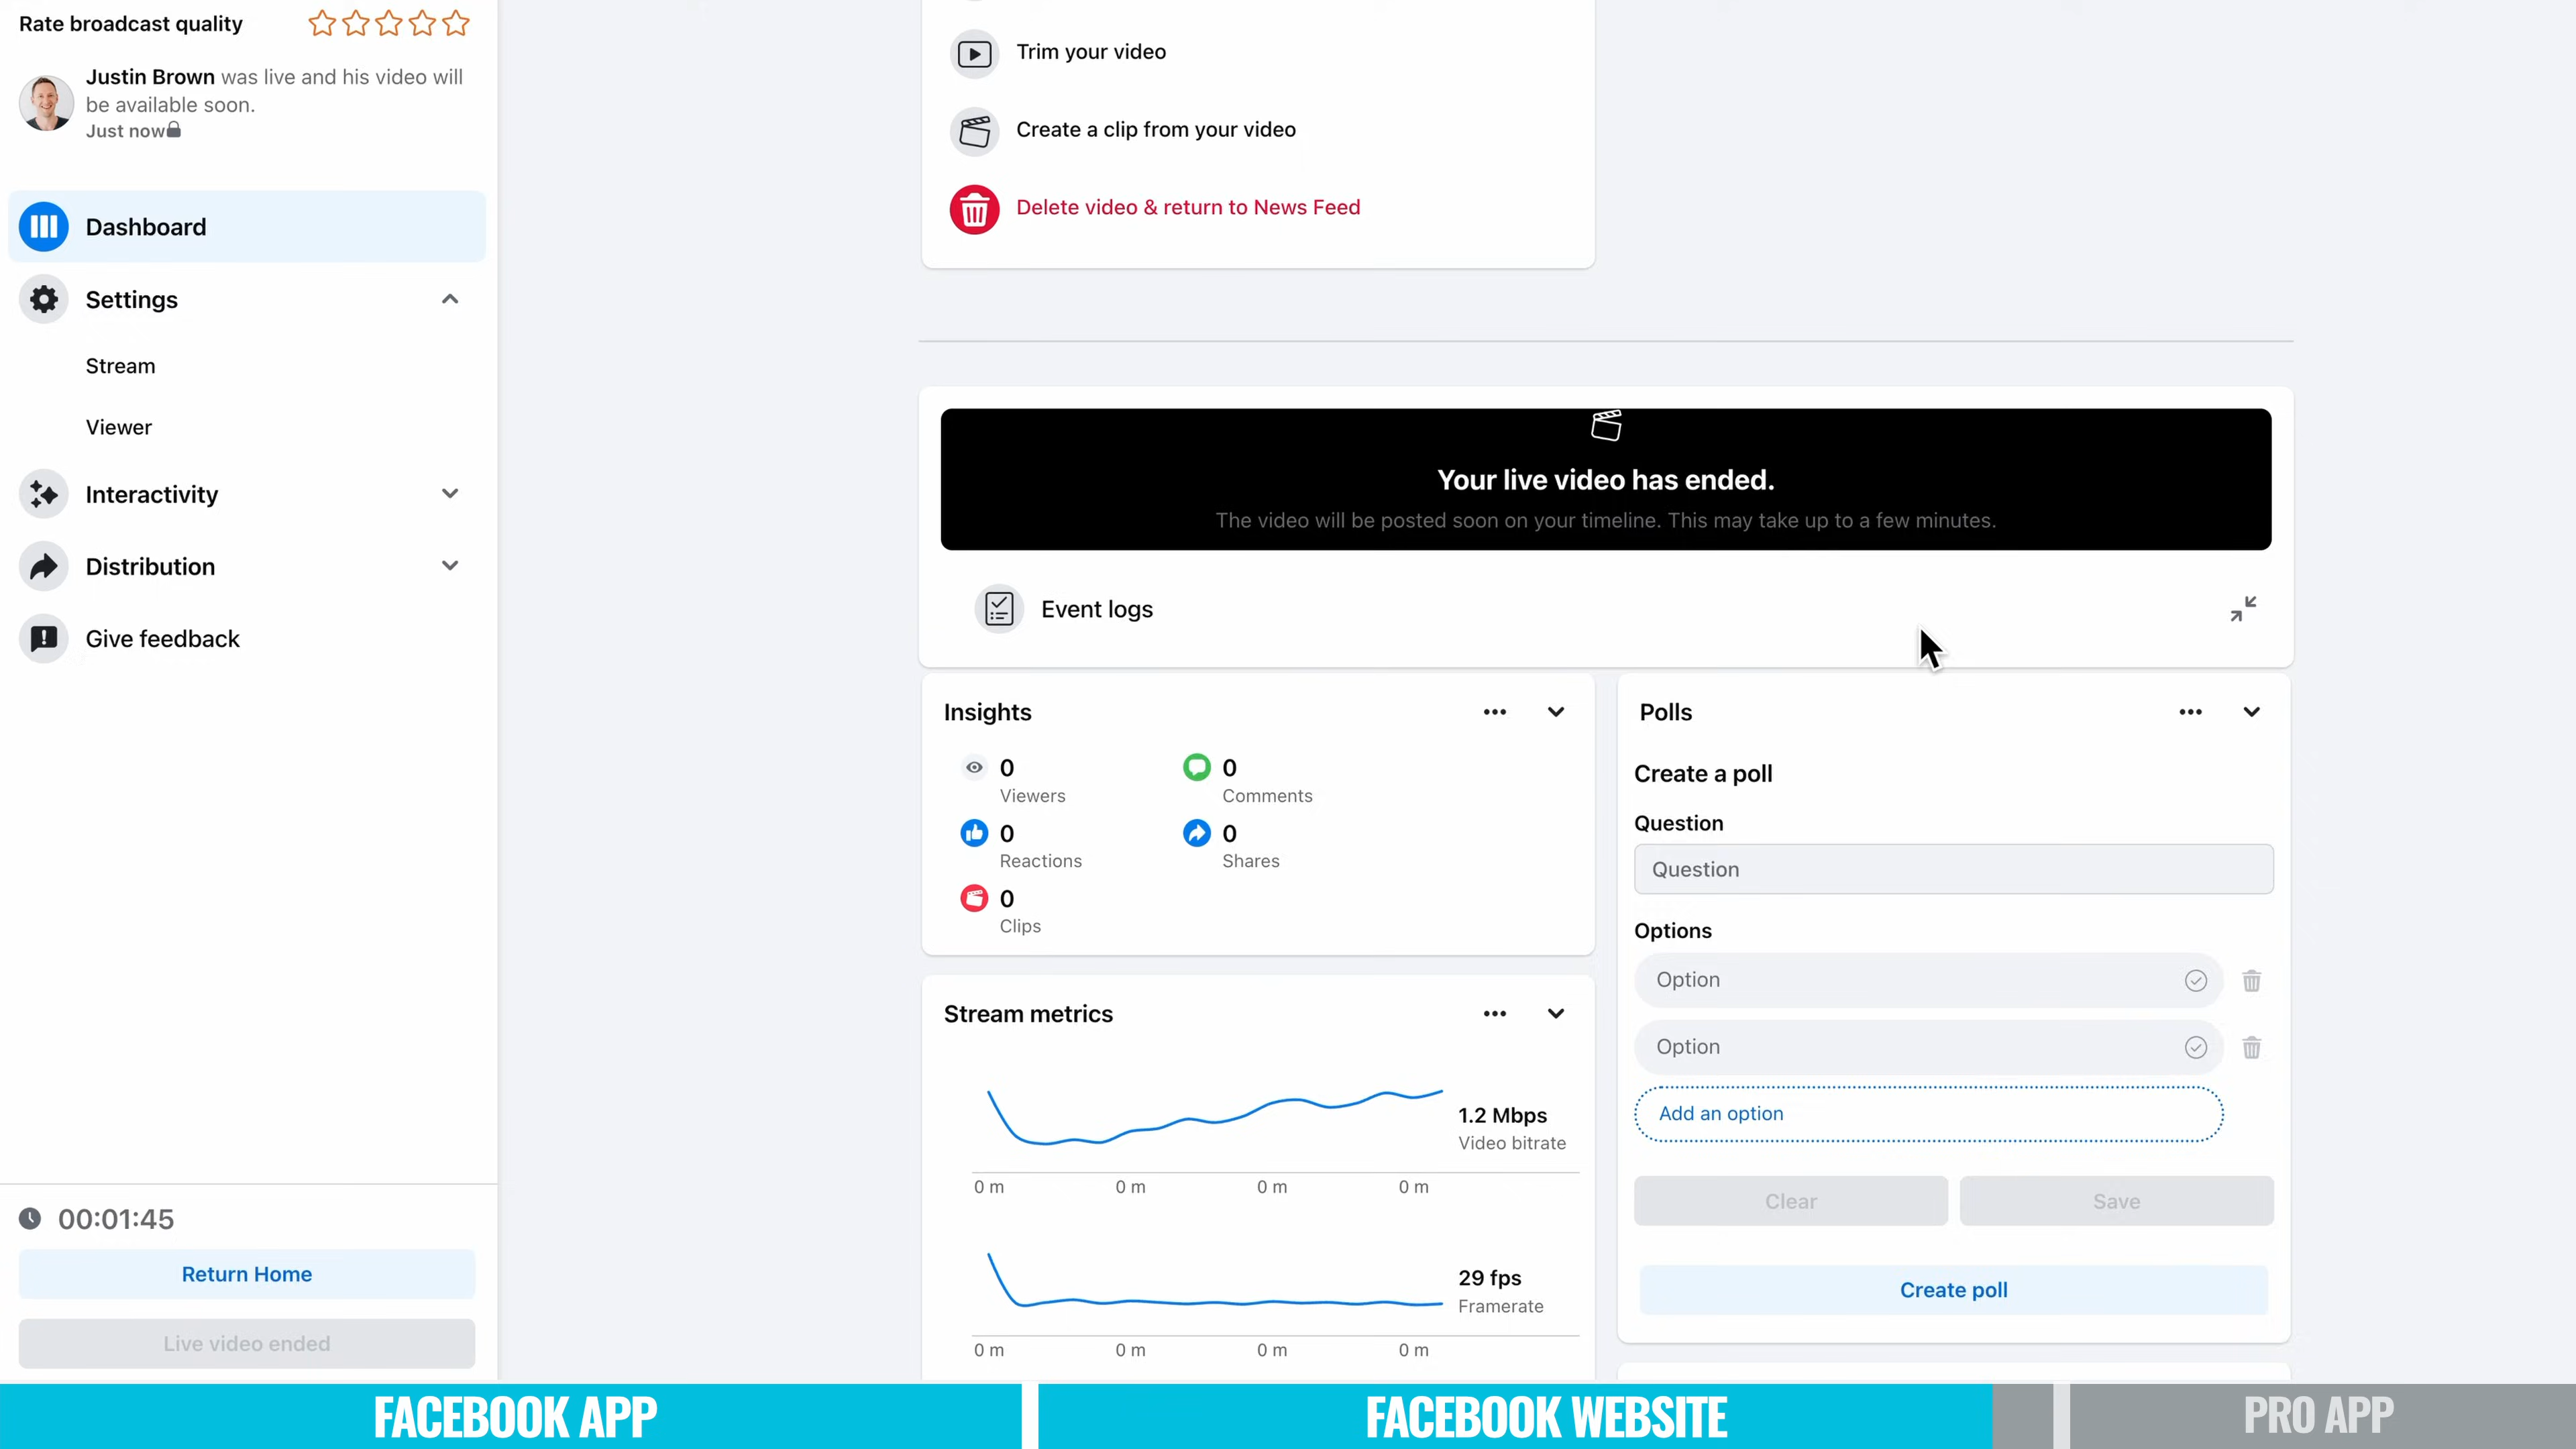 Rate broadcast quality
Justin Brown was live and his video will
be available soon.
Just now
Dashboard
Settings
Stream
Viewer
Interactivity
Distribution
Give feedback
00:01:45
Return Home
Live video ended
Trim your video
Create a clip from your video
Delete video & return to News Feed
Your live video has ended.
The video will be posted soon on your timeline. This may take up to a few minutes.
Event logs
Insights
0
Viewers
0
Comments
0
Reactions
0
Shares
0
Clips
Stream metrics
1.2 Mbps
Video bitrate
0 m 0 m 0 m 0 m
29 fps
Framerate
0 m 0 m 0 m 0 m
Polls
Create a poll
Question
Question
Options
Option
Option
Add an option
Clear Save
Create poll
FACEBOOK APP FACEBOOK WEBSITE PRO APP